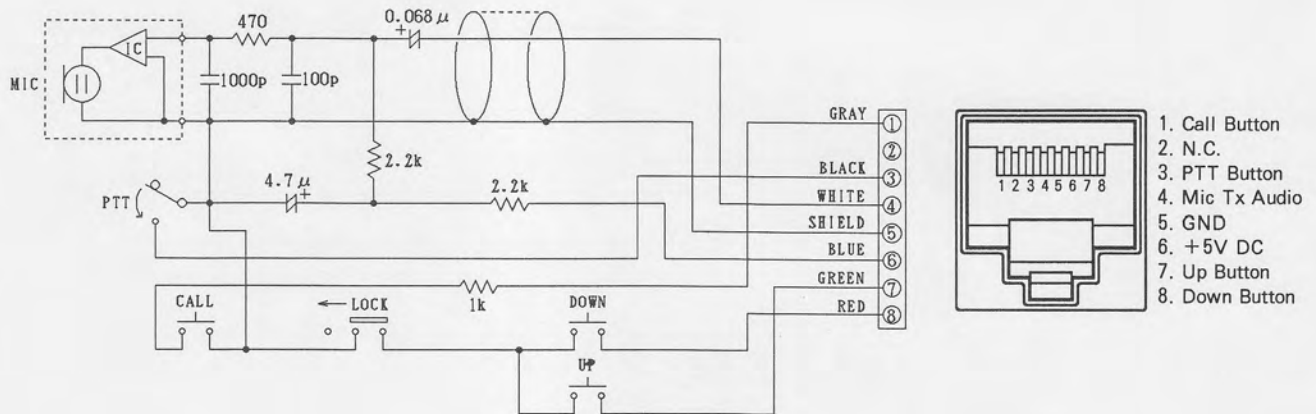 0.068μ
+
470
IC
MIC
1000p
100p
2.2k
4.7μ
+
2.2k
PTT
GRAY
BLACK
WHITE
SHIELD
BLUE
GREEN
RED
①
②
③
④
⑤
⑥
⑦
⑧
1k
CALL
LOCK
DOWN
UP
1 2 3 4 5 6 7 8
1. Call Button
2. N.C.
3. PTT Button
4. Mic Tx Audio
5. GND
6. +5V DC
7. Up Button
8. Down Button